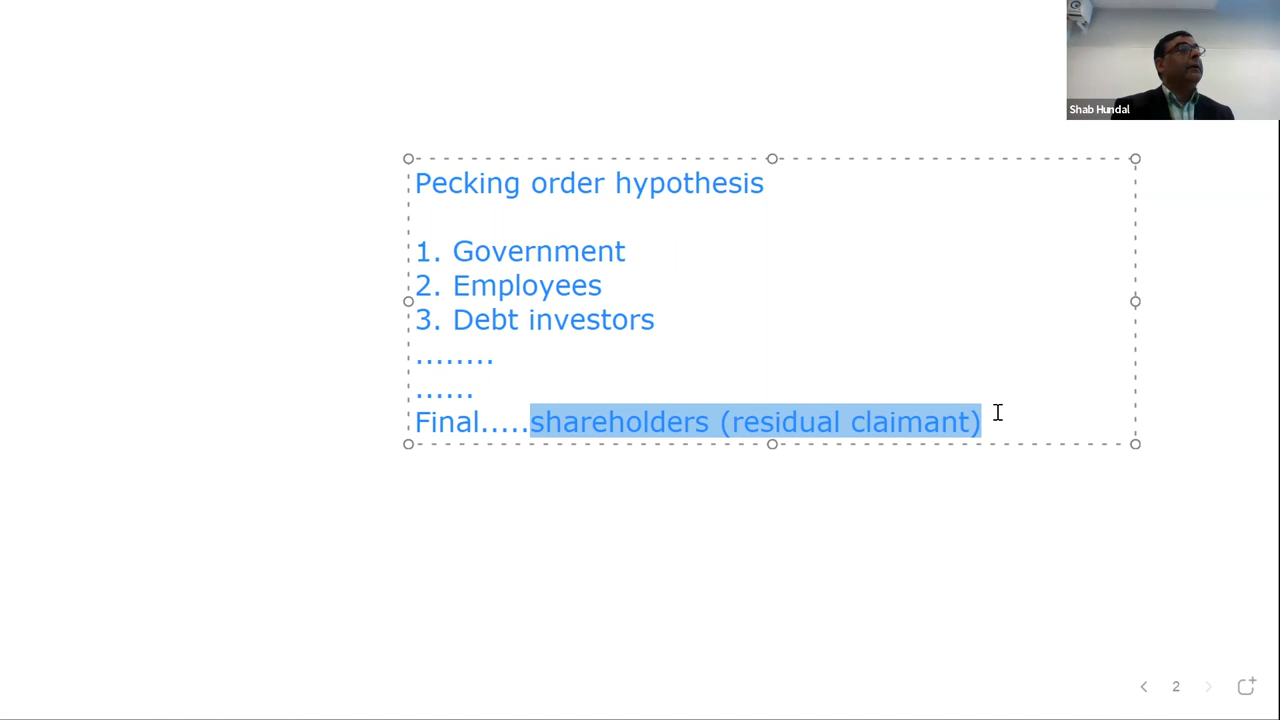 Shab Hundal
Pecking order hypothesis
1. Government
2. Employees
3. Debt investors
........
......
Final.....shareholders (residual claimant)
2